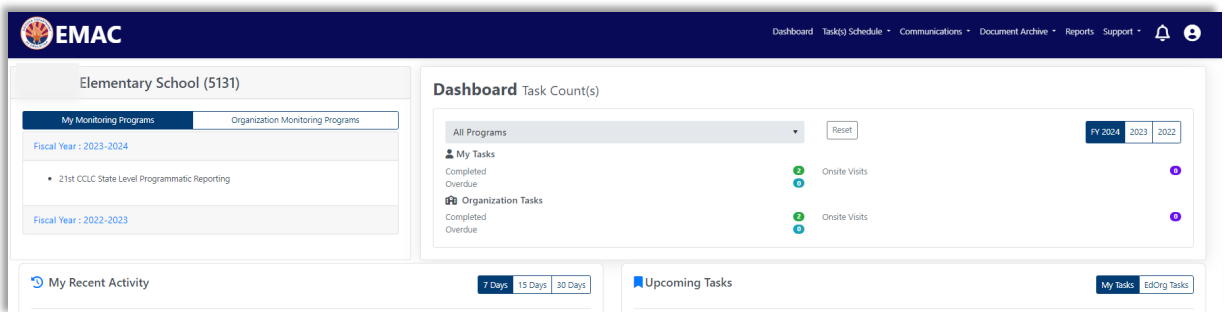 EMAC
Dashboard Task(s) Schedule Communications Document Archive Reports Support
Elementary School (5131)
My Monitoring Programs Organization Monitoring Programs
Fiscal Year : 2023-2024
21st CCLC State Level Programmatic Reporting
Fiscal Year : 2022-2023
Dashboard Task Count(s)
All Programs Reset FY 2024 2023 2022
My Tasks
Completed 2 Onsite Visits 0
Overdue 0
Organization Tasks
Completed 2 Onsite Visits 0
Overdue 0
My Recent Activity 7 Days 15 Days 30 Days
Upcoming Tasks My Tasks EdOrg Tasks